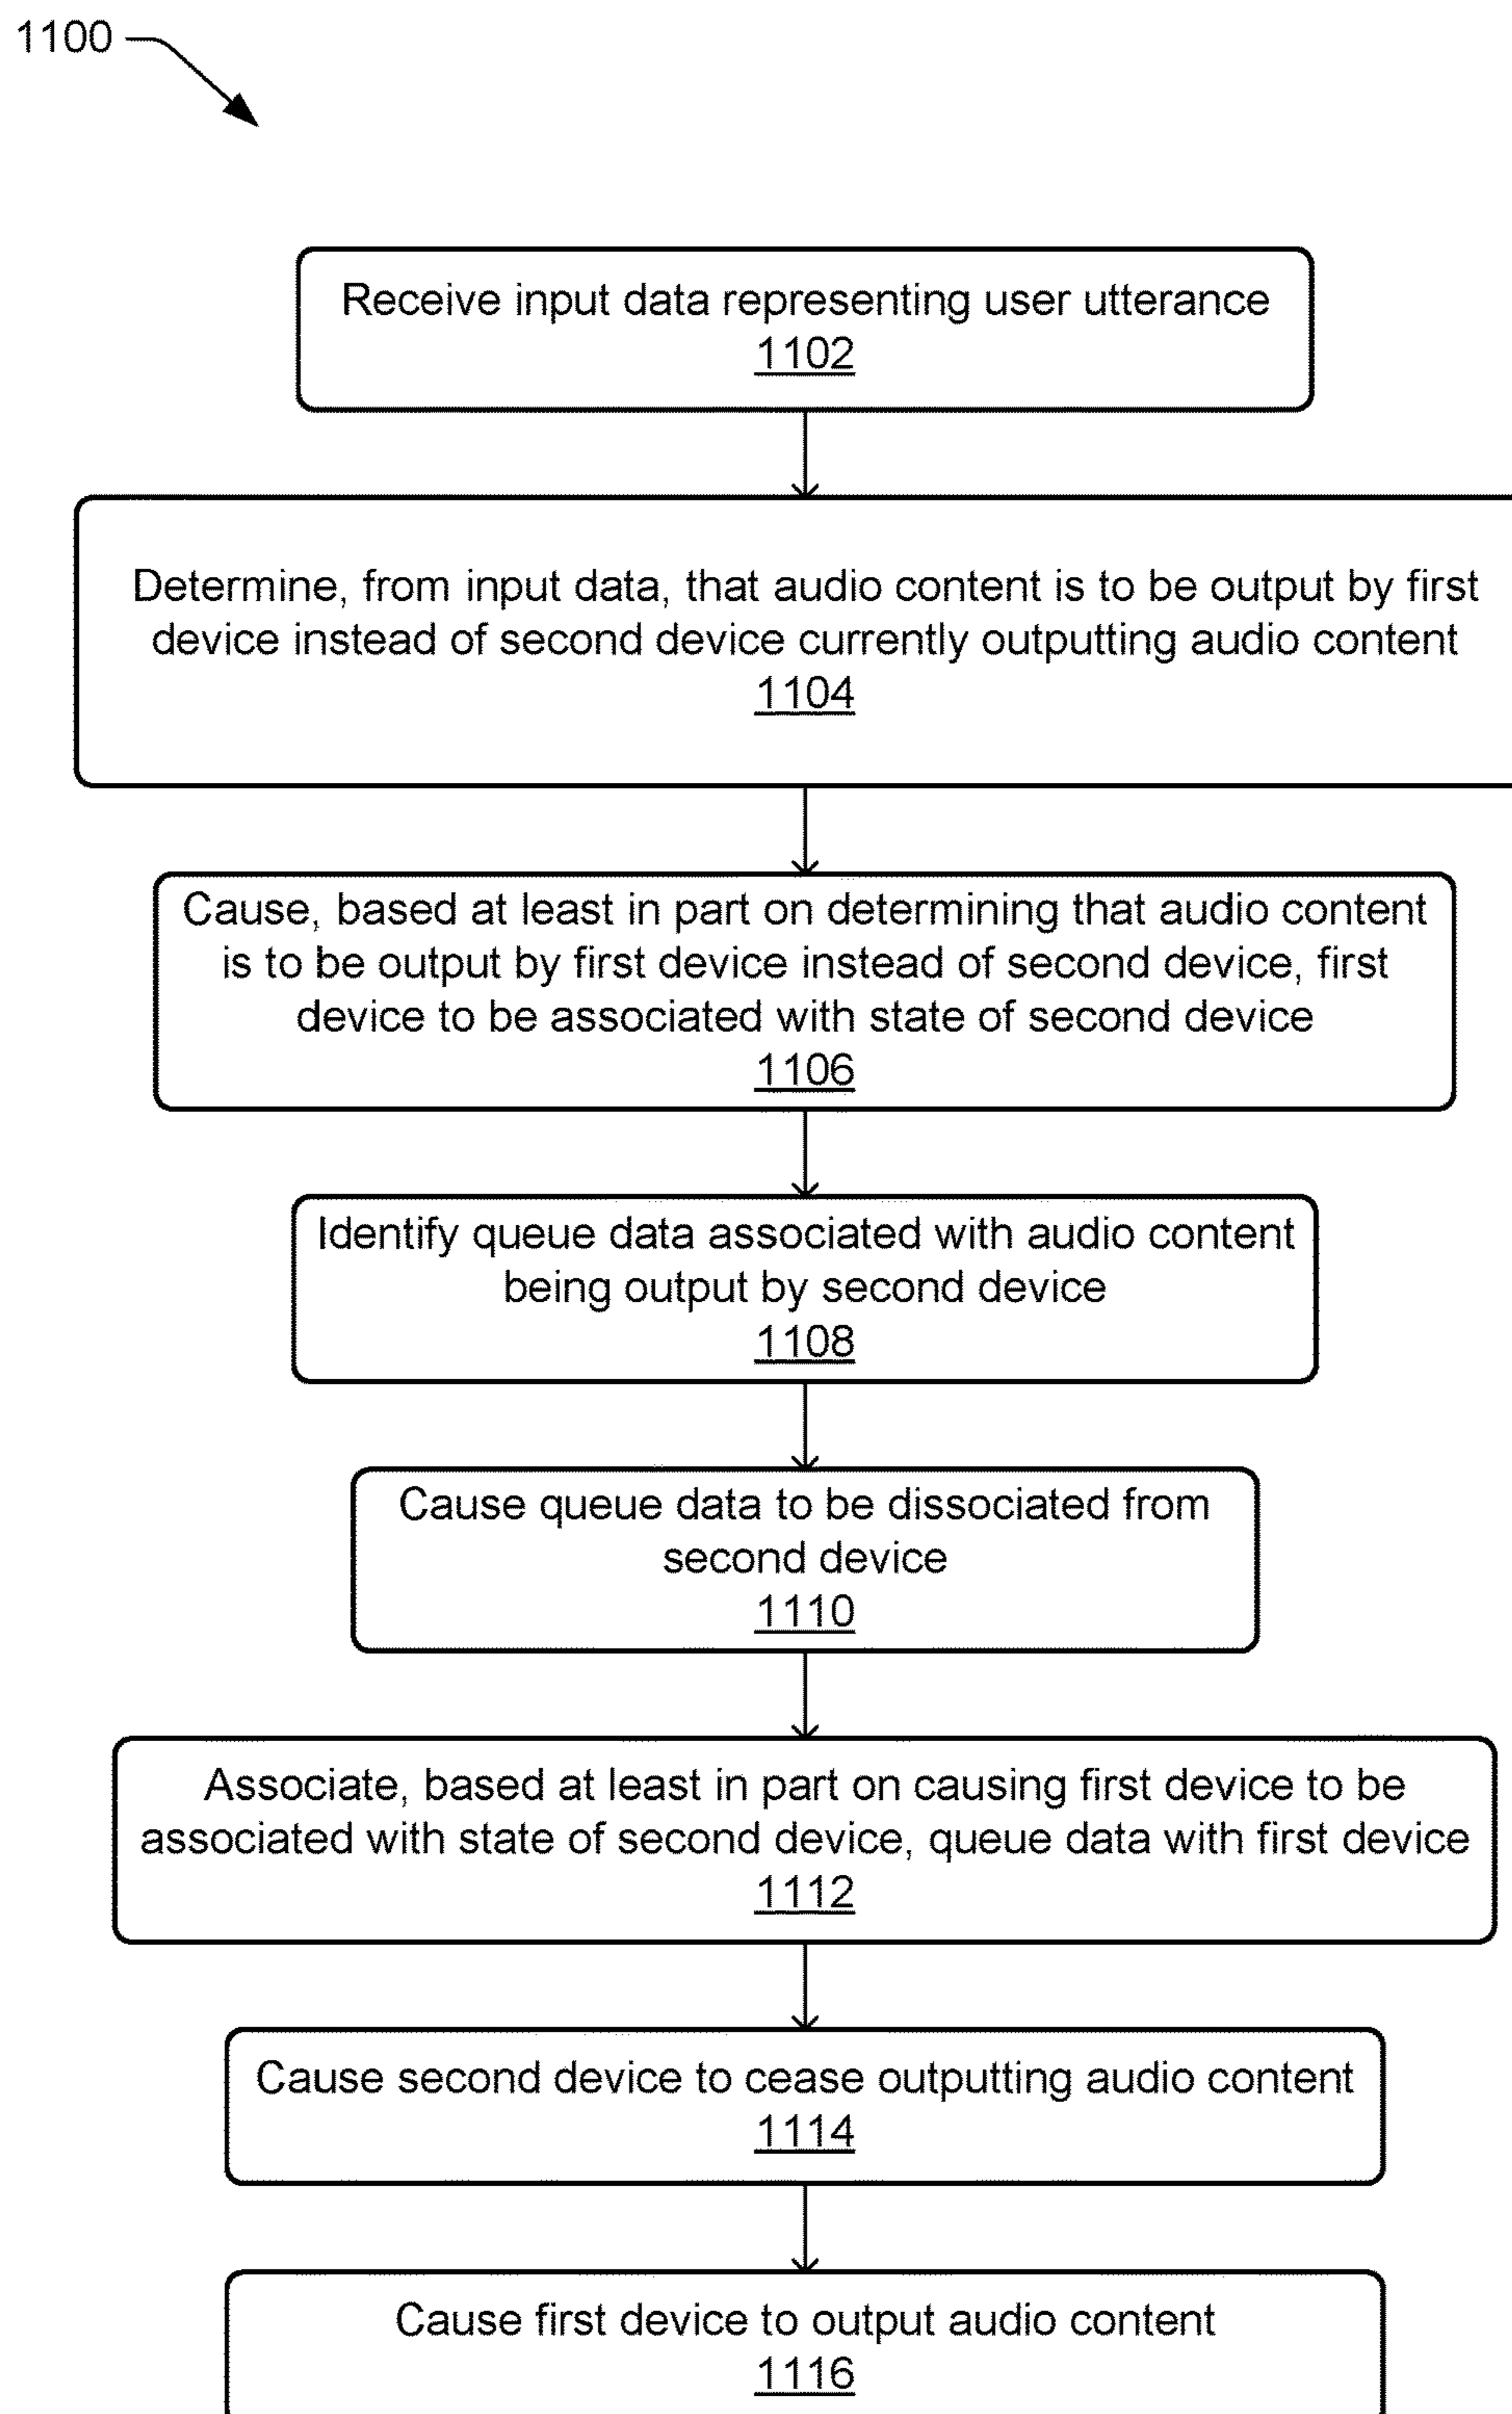 1100
Receive input data representing user utterance
1102
Determine, from input data, that audio content is to be output by first
device instead of second device currently outputting audio content
1104
Cause, based at least in part on determining that audio content
is to be output by first device instead of second device, first
device to be associated with state of second device
1106
Identify queue data associated with audio content
being output by second device
1108
Cause queue data to be dissociated from
second device
1110
Associate, based at least in part on causing first device to be
associated with state of second device, queue data with first device
1112
Cause second device to cease outputting audio content
1114
Cause first device to output audio content
1116